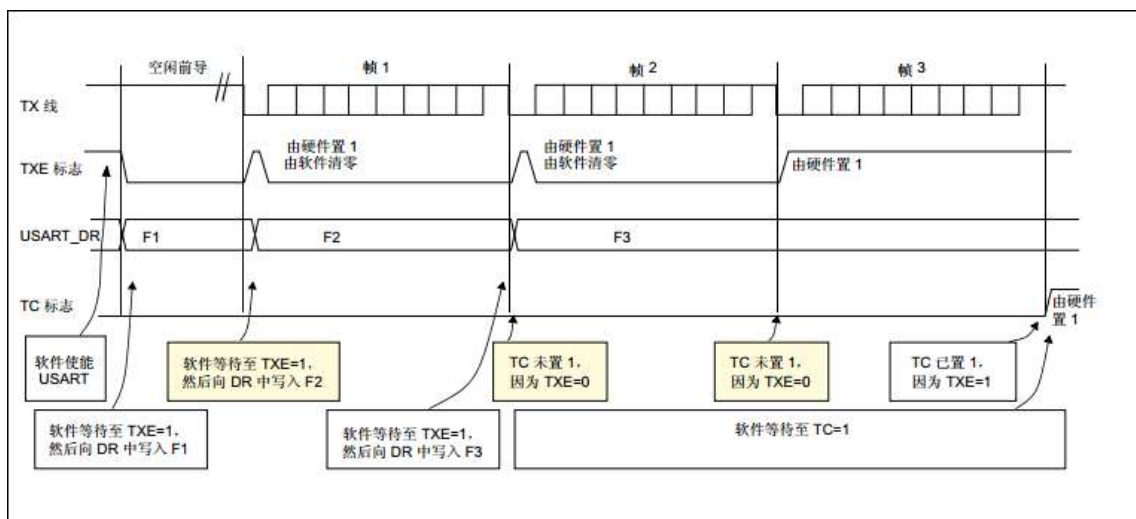 空闲前导
帧 1
帧 2
帧 3
TX 线
TXE 标志
由硬件置 1
由软件清零
由硬件置 1
由软件清零
由硬件置 1
USART_DR
F1
F2
F3
TC 标志
由硬件
置 1
软件使能
USART
软件等待至 TXE=1,
然后向 DR 中写入 F2
TC 未置 1,
因为 TXE=0
TC 未置 1,
因为 TXE=0
TC 已置 1,
因为 TXE=1
软件等待至 TXE=1,
然后向 DR 中写入 F1
软件等待至 TXE=1,
然后向 DR 中写入 F3
软件等待至 TC=1